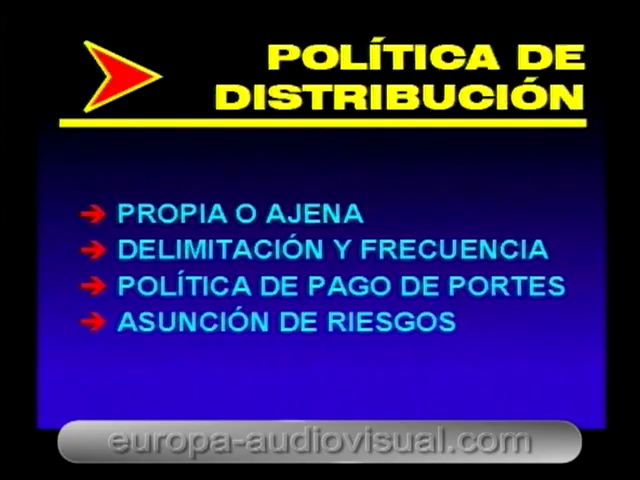 POLÍTICA DE
DISTRIBUCIÓN
PROPIA O AJENA
DELIMITACIÓN Y FRECUENCIA
POLÍTICA DE PAGO DE PORTES
ASUNCIÓN DE RIESGOS
europa-audiovisual.com